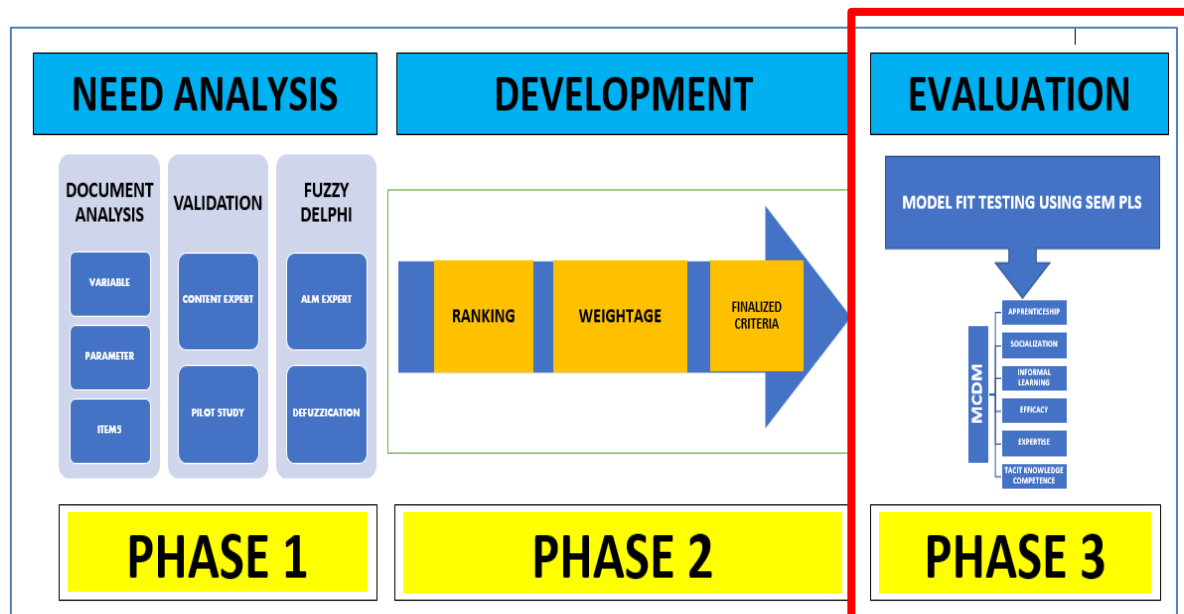 NEED ANALYSIS
DEVELOPMENT
EVALUATION
DOCUMENT
ANALYSIS
VARIABLE
PARAMETER
ITEMS
VALIDATION
CONTENT EXPERT
PILOT STUDY
FUZZY
DELPHI
ALM EXPERT
DEFUZZICATION
RANKING
WEIGHTAGE
FINALIZED
CRITERIA
MODEL FIT TESTING USING SEM PLS
MCDM
APPRENTICESHIP
SOCIALIZATION
INFORMAL
LEARNING
EFFICACY
EXPERTISE
TACIT KNOWLEDGE
COMPETENCE
PHASE 1
PHASE 2
PHASE 3